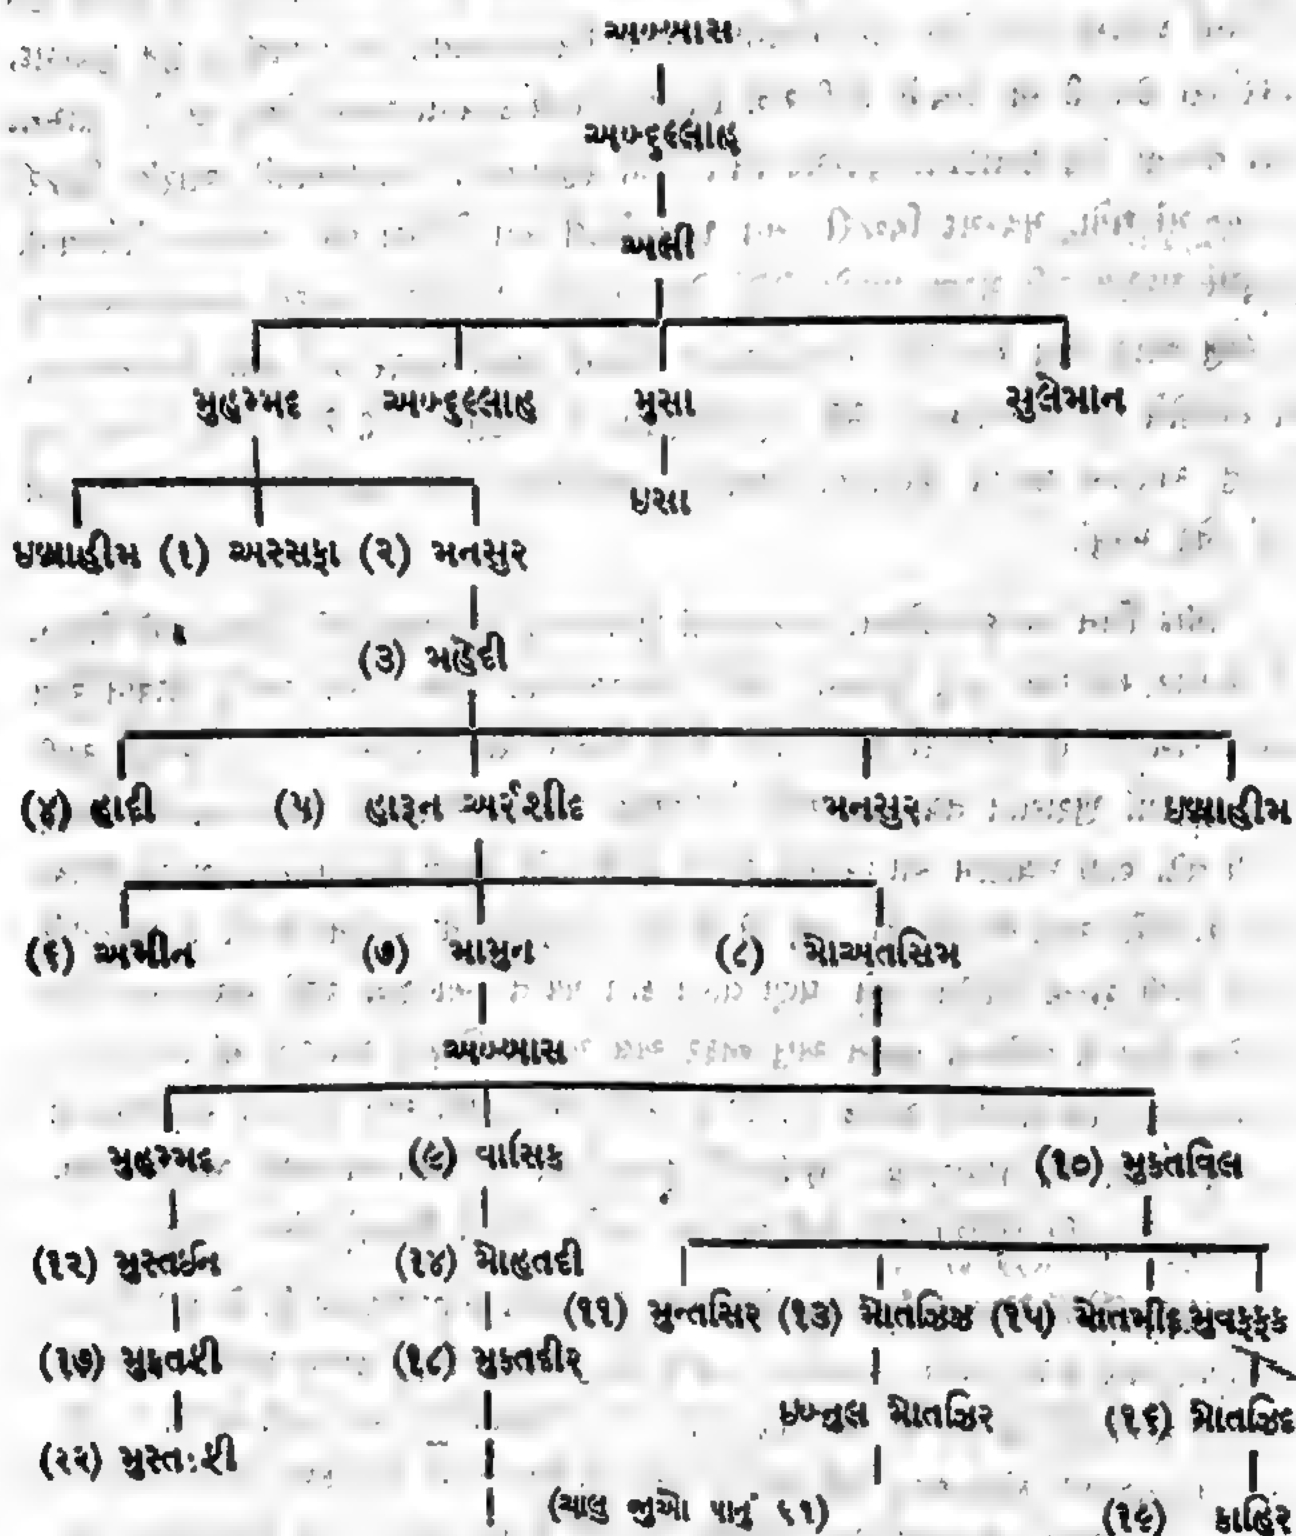 અબ્બાસ
અબ્દુલ્લાહ
અલી
મુહમ્મદ અબ્દુલ્લાહ મુસા સુલેમાન
ઇસા
ઇબ્રાહીમ (૧) અસ્સફા (૨) મનસુર
(૩) મહેદી
(૪) હાદી (૫) હારૂન અર્રશીદ મનસુર ઇબ્રાહીમ
(૬) અમીન (૭) મામુન (૮) મોઅતસિમ
અબ્બાસ
મુહમ્મદ (૯) વાસિક (૧૦) મુક્તવિલ
(૧૨) મુસ્તઈન (૧૪) મોહતદી
(૧૧) મુન્તસિર (૧૩) મોતઝિઝ (૧૫) મોતમીદ મુવફ્ફક
(૧૭) મુક્તફી (૧૮) મુક્તદીર
ઇબ્નુલ મોતઝિર (૧૬) મોતઝિદ
(૨૨)
(ચાલુ જુઓ પાનું ૬૧) (૧૯) કાહિર